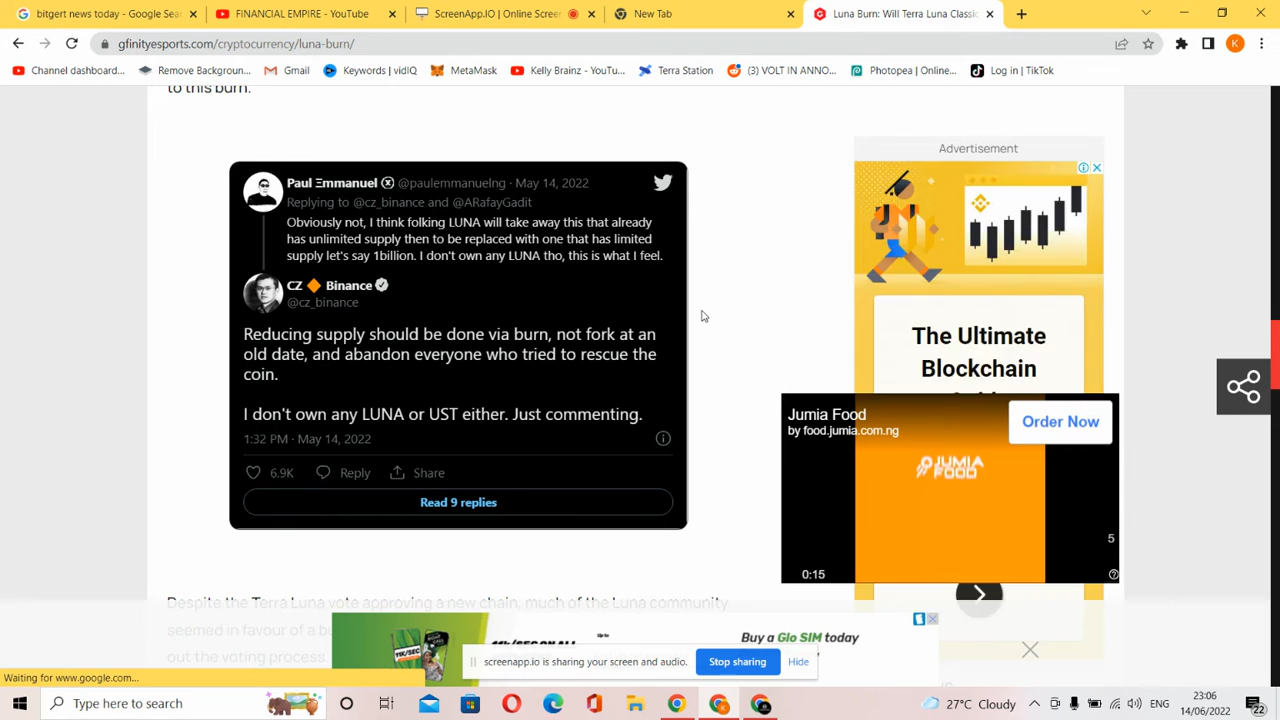 bitgert news today - Google Sea
FINANCIAL EMPIRE - YouTube
ScreenApp.IO | Online Screen
New Tab
Luna Burn: Will Terra Luna Classic
gfinityesports.com/cryptocurrency/luna-burn/
K
Channel dashboard...
Remove Backgroun...
Gmail
Keywords | vidIQ
MetaMask
Kelly Brainz - YouTu...
Terra Station
(3) VOLT IN ANNO...
Photopea | Online...
Log in | TikTok
to this burn.
Paul Ξmmanuel @paulemmanuelng · May 14, 2022
Replying to @cz_binance and @ARafayGadit
Obviously not, I think folking LUNA will take away this that already
has unlimited supply then to be replaced with one that has limited
supply let's say 1billion. I don't own any LUNA tho, this is what I feel.
CZ 🔶 Binance
@cz_binance
Reducing supply should be done via burn, not fork at an
old date, and abandon everyone who tried to rescue the
coin.
I don't own any LUNA or UST either. Just commenting.
1:32 PM · May 14, 2022
6.9K Reply Share
Read 9 replies
Advertisement
The Ultimate
Blockchain
Jumia Food
by food.jumia.com.ng
Order Now
JUMIA
FOOD
5
0:15
Despite the Terra Luna vote approving a new chain, much of the Luna community
seemed in favour of a
out the voting process.
11K/SEC
Up to
Buy a Glo SIM today
screenapp.io is sharing your screen and audio.
Stop sharing
Hide
Waiting for www.google.com...
Type here to search
27°C Cloudy
ENG
23:06
14/06/2022
22